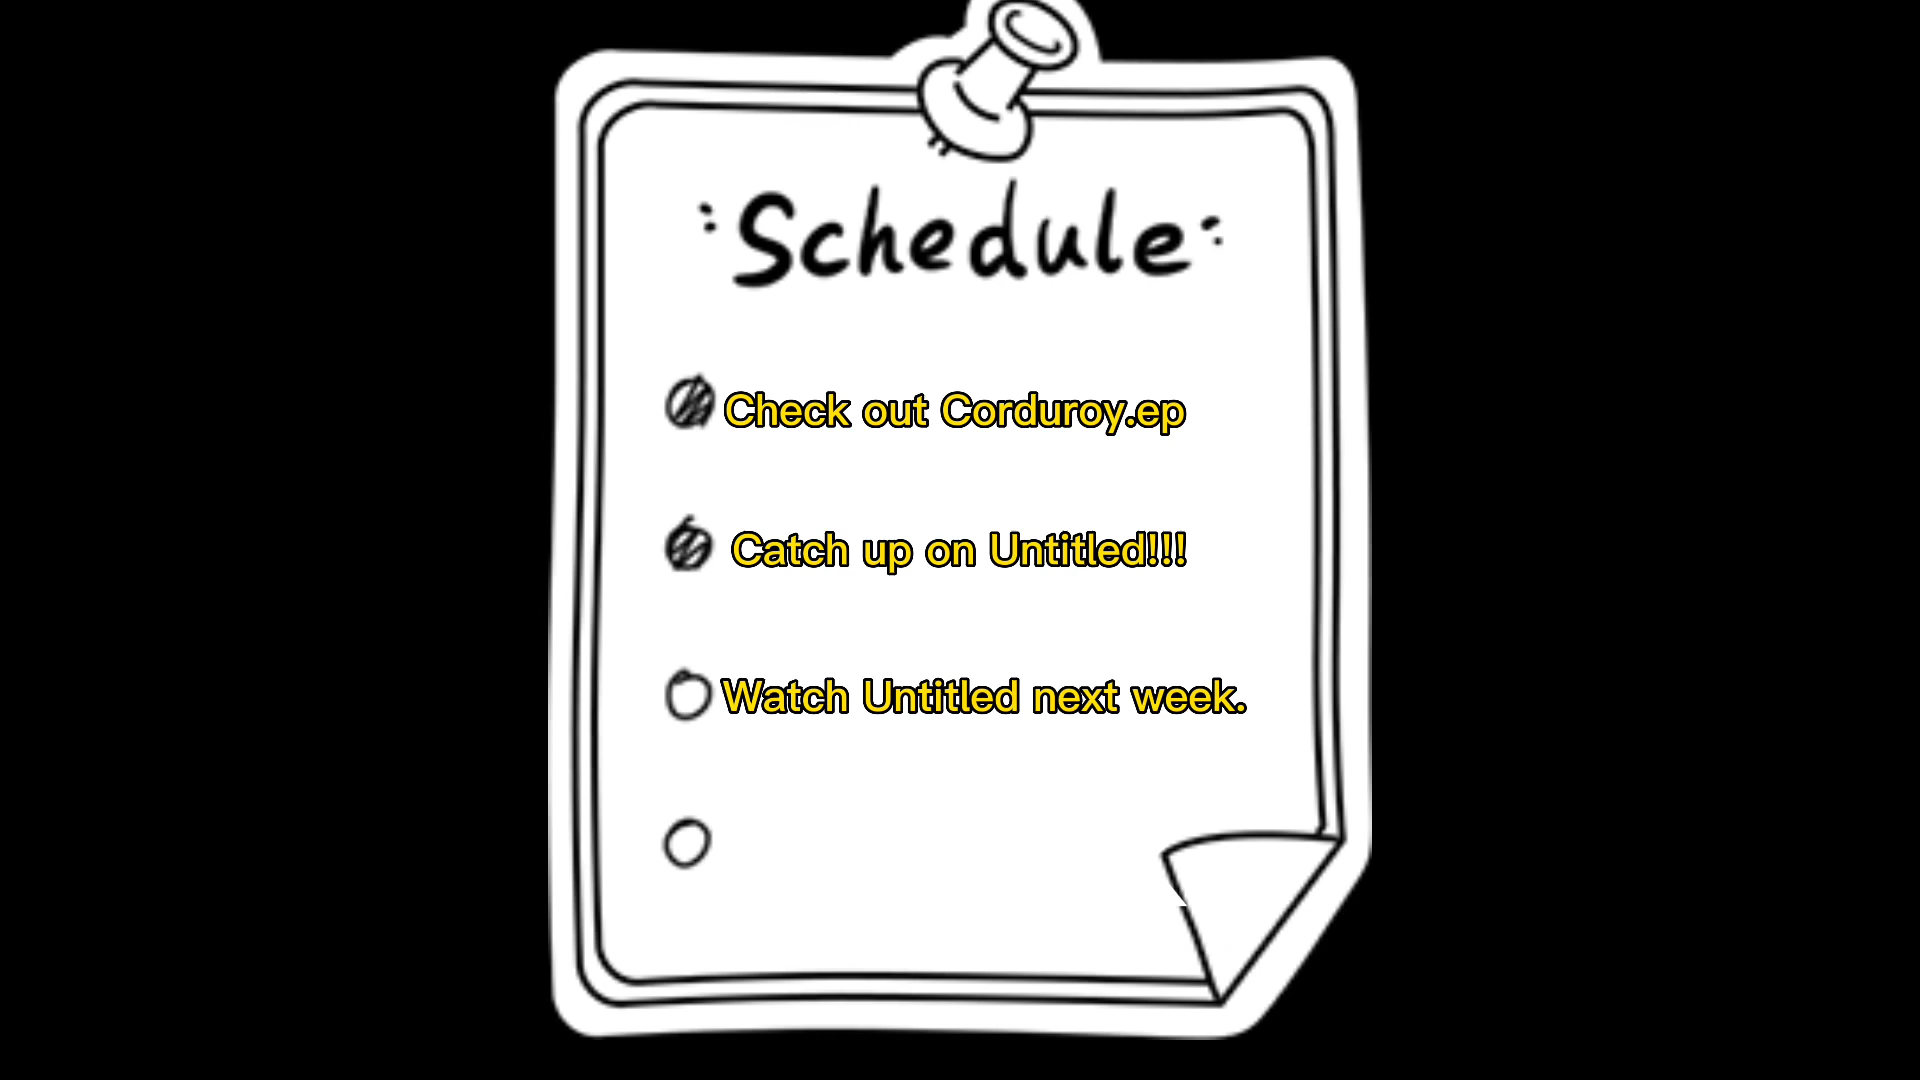 Schedule
Check out Corduroy.ep
Catch up on Untitled!!!
Watch Untitled next week.